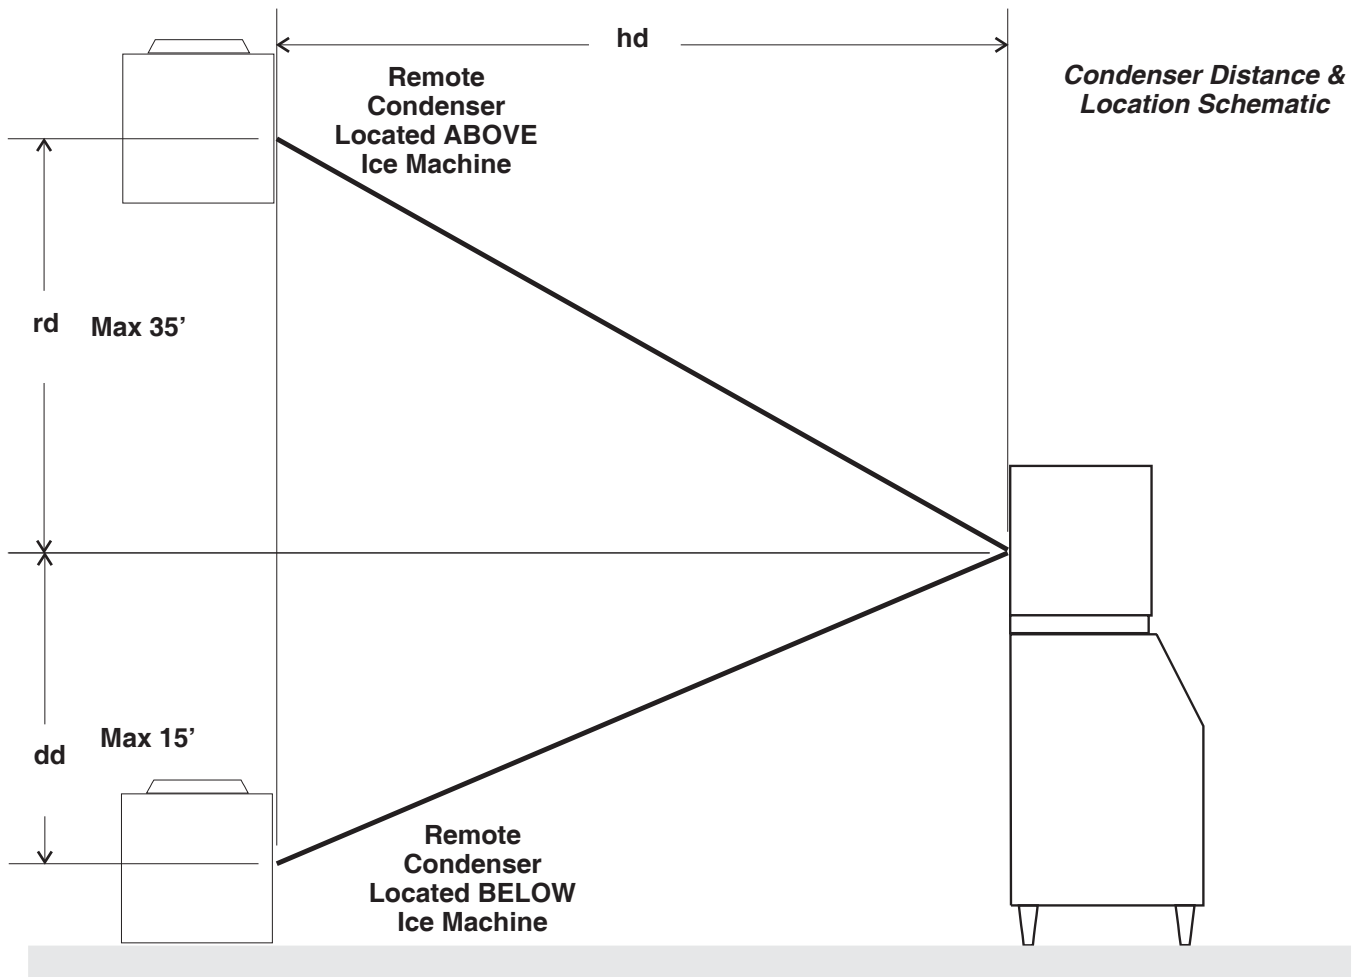 hd
Condenser Distance &
Location Schematic
Remote
Condenser
Located ABOVE
Ice Machine
rd
Max 35’
Max 15’
dd
Remote
Condenser
Located BELOW
Ice Machine